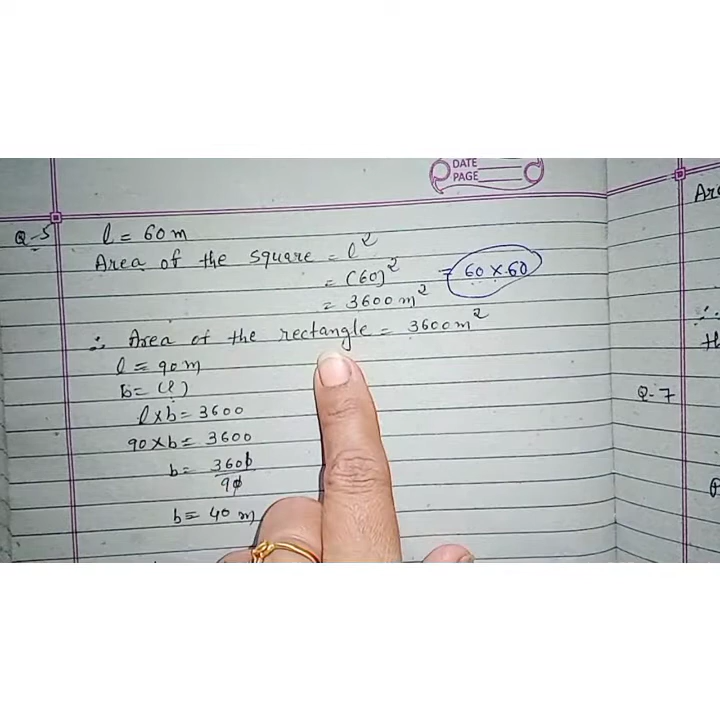 DATE
PAGE
Q-5 l = 60 m
Area of the square = l²
= (60)² = 60 × 60
= 3600 m²
∴ Area of the rectangle = 3600 m²
l = 90 m
b = (?)
l × b = 3600
90 × b = 3600
b = 3600/90
b = 40 m
Q-7